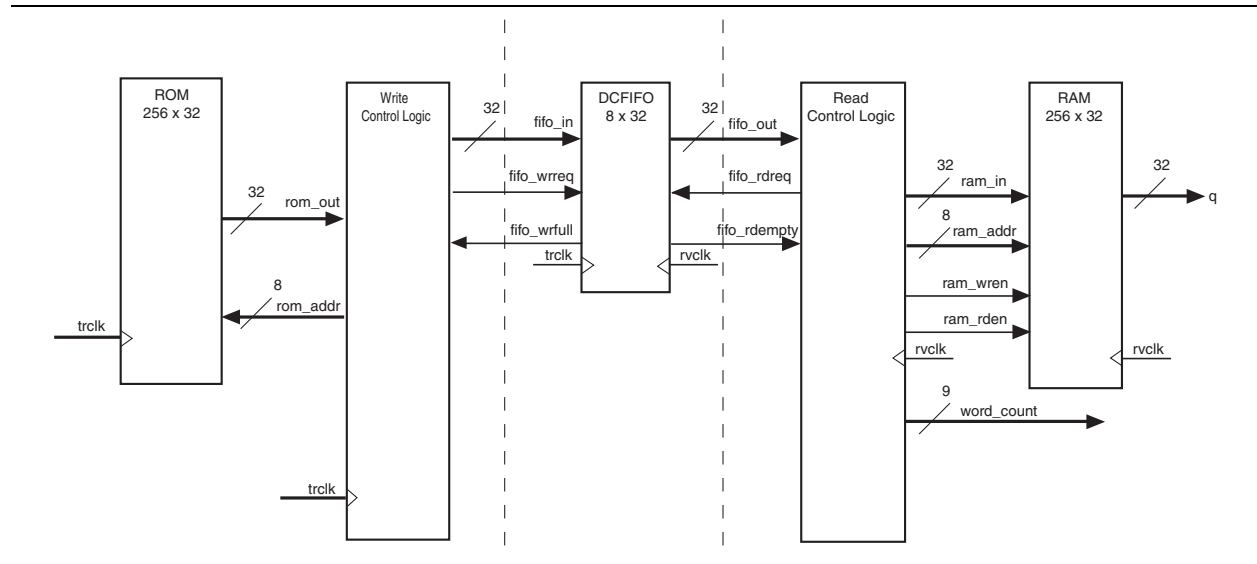 ROM
256 x 32
Write
Control Logic
DCFIFO
8 x 32
Read
Control Logic
RAM
256 x 32
32
fifo_in
32
fifo_out
fifo_wrreq
fifo_rdreq
32
ram_in
32
q
32
rom_out
8
ram_addr
fifo_wrfull
fifo_rdempty
trclk
rvclk
8
rom_addr
ram_wren
ram_rden
trclk
rvclk
rvclk
9
word_count
trclk